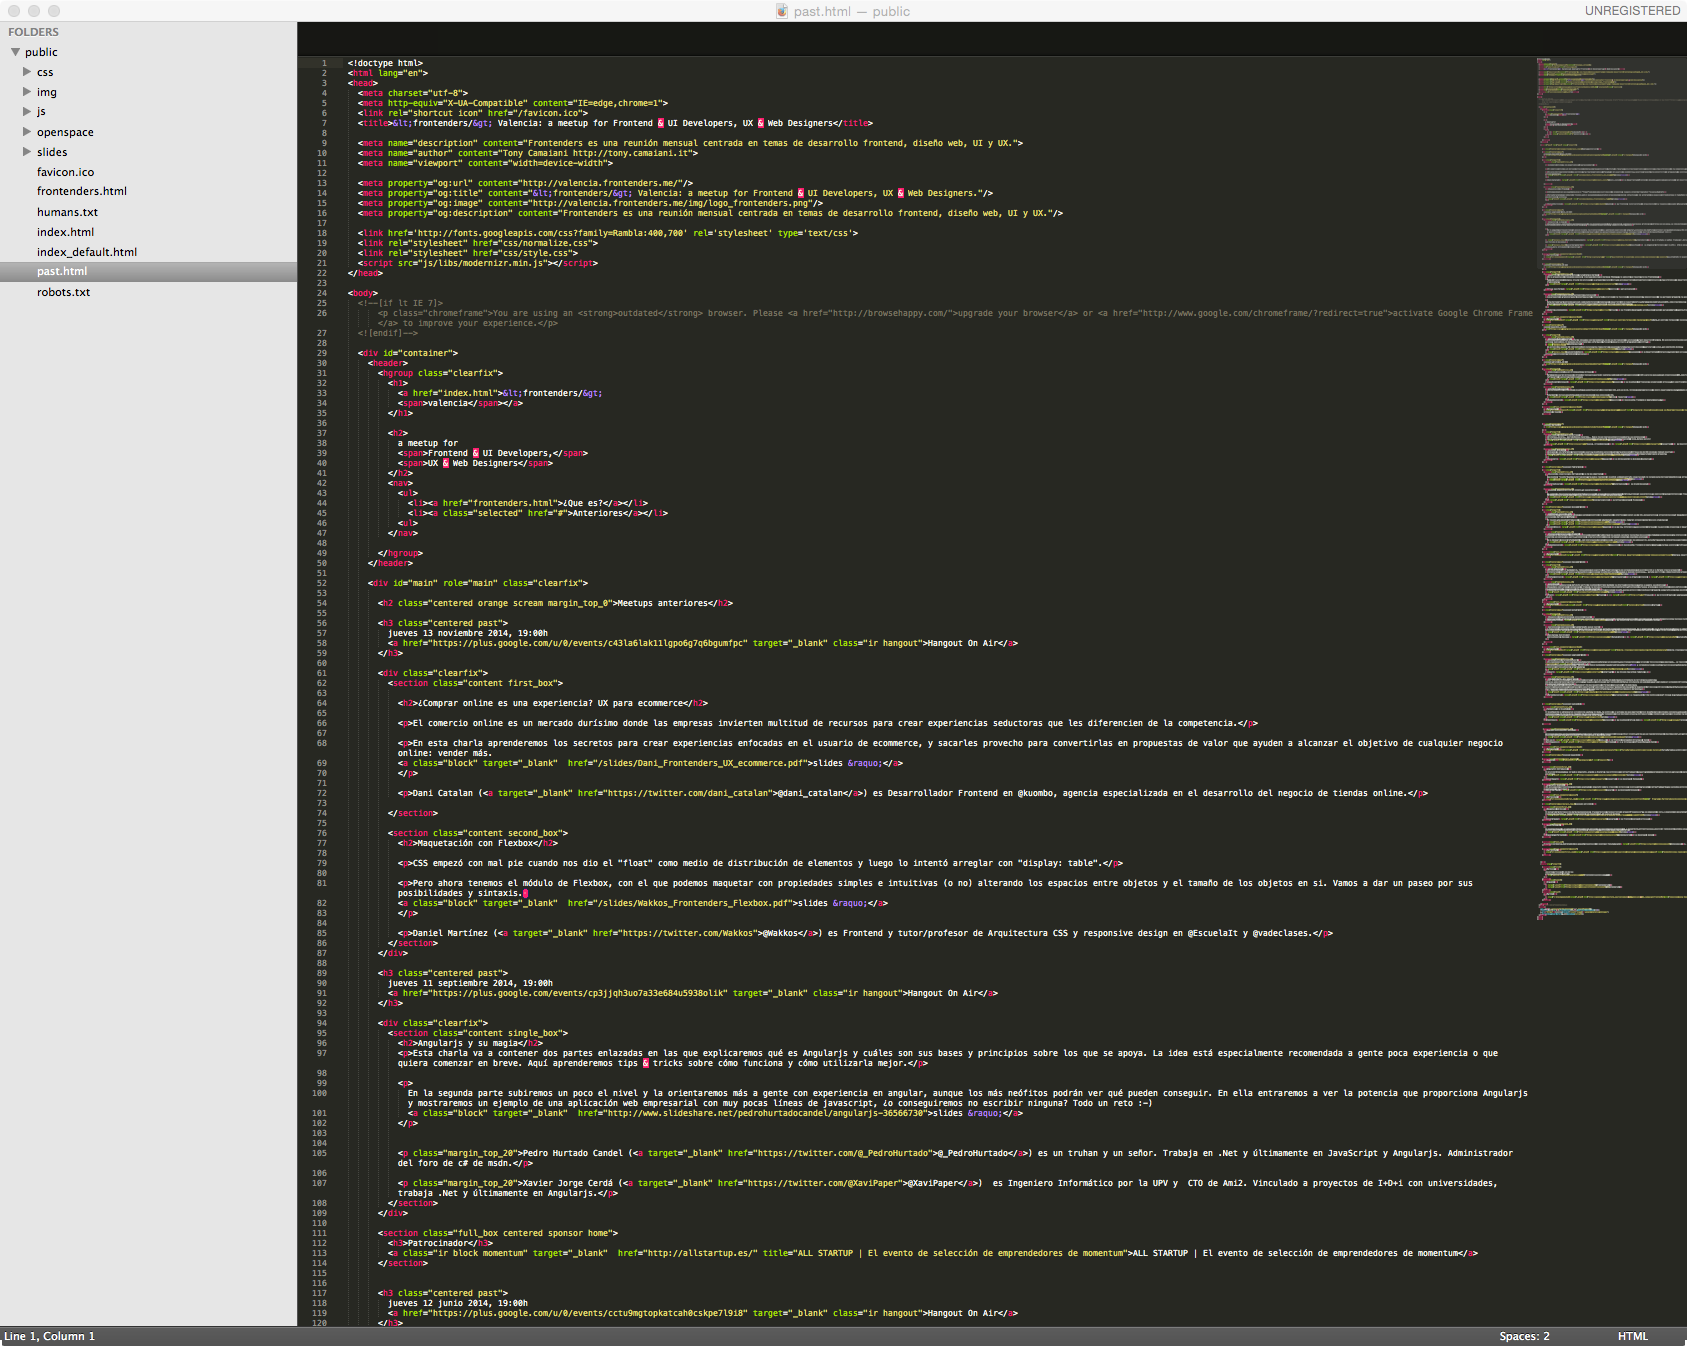 past.html — public
UNREGISTERED
FOLDERS
public
css
img
js
openspace
slides
favicon.ico
frontenders.html
humans.txt
index.html
index_default.html
past.html
robots.txt
1 <!doctype html>
2 <html lang="en">
3 <head>
4 <meta charset="utf-8">
5 <meta http-equiv="X-UA-Compatible" content="IE=edge,chrome=1">
6 <link rel="shortcut icon" href="/favicon.ico">
7 <title>&lt;frontenders/&gt; Valencia: a meetup for Frontend & UI Developers, UX & Web Designers</title>
8
9 <meta name="description" content="Frontenders es una reunión mensual centrada en temas de desarrollo frontend, diseño web, UI y UX.">
10 <meta name="author" content="Tony Camaiani http://tony.camaiani.it">
11 <meta name="viewport" content="width=device-width">
12
13 <meta property="og:url" content="http://valencia.frontenders.me/"/>
14 <meta property="og:title" content="&lt;frontenders/&gt; Valencia: a meetup for Frontend & UI Developers, UX & Web Designers."/>
15 <meta property="og:image" content="http://valencia.frontenders.me/img/logo_frontenders.png"/>
16 <meta property="og:description" content="Frontenders es una reunión mensual centrada en temas de desarrollo frontend, diseño web, UI y UX."/>
17
18 <link href='http://fonts.googleapis.com/css?family=Rambla:400,700' rel='stylesheet' type='text/css'>
19 <link rel="stylesheet" href="css/normalize.css">
20 <link rel="stylesheet" href="css/style.css">
21 <script src="js/libs/modernizr.min.js"></script>
22 </head>
23
24 <body>
25 <!--[if lt IE 7]>
26 <p class="chromeframe">You are using an <strong>outdated</strong> browser. Please <a href="http://browsehappy.com/">upgrade your browser</a> or <a href="http://www.google.com/chromeframe/?redirect=true">activate Google Chrome Frame
</a> to improve your experience.</p>
27 <![endif]-->
28
29 <div id="container">
30 <header>
31 <hgroup class="clearfix">
32 <h1>
33 <a href="index.html">&lt;frontenders/&gt;
34 <span>valencia</span></a>
35 </h1>
36
37 <h2>
38 a meetup for
39 <span>Frontend & UI Developers,</span>
40 <span>UX & Web Designers</span>
41 </h2>
42 <nav>
43 <ul>
44 <li><a href="frontenders.html">¿Que es?</a></li>
45 <li><a class="selected" href="#">Anteriores</a></li>
46 <ul>
47 </nav>
48
49 </hgroup>
50 </header>
51
52 <div id="main" role="main" class="clearfix">
53
54 <h2 class="centered orange scream margin_top_0">Meetups anteriores</h2>
55
56 <h3 class="centered past">
57 jueves 13 noviembre 2014, 19:00h
58 <a href="https://plus.google.com/u/0/events/c43la6lak11lgpo6g7q6bgumfpc" target="_blank" class="ir hangout">Hangout On Air</a>
59 </h3>
60
61 <div class="clearfix">
62 <section class="content first_box">
63
64 <h2>¿Comprar online es una experiencia? UX para ecommerce</h2>
65
66 <p>El comercio online es un mercado durísimo donde las empresas invierten multitud de recursos para crear experiencias seductoras que les diferencien de la competencia.</p>
67
68 <p>En esta charla aprenderemos los secretos para crear experiencias enfocadas en el usuario de ecommerce, y sacarles provecho para convertirlas en propuestas de valor que ayuden a alcanzar el objetivo de cualquier negocio
online: vender más.
69 <a class="block" target="_blank" href="/slides/Dani_Frontenders_UX_ecommerce.pdf">slides &raquo;</a>
70 </p>
71
72 <p>Dani Catalan (<a target="_blank" href="https://twitter.com/dani_catalan">@dani_catalan</a>) es Desarrollador Frontend en @kuombo, agencia especializada en el desarrollo del negocio de tiendas online.</p>
73
74 </section>
75
76 <section class="content second_box">
77 <h2>Maquetación con Flexbox</h2>
78
79 <p>CSS empezó con mal pie cuando nos dio el "float" como medio de distribución de elementos y luego lo intentó arreglar con "display: table".</p>
80
81 <p>Pero ahora tenemos el módulo de Flexbox, con el que podemos maquetar con propiedades simples e intuitivas (o no) alterando los espacios entre objetos y el tamaño de los objetos en si. Vamos a dar un paseo por sus
posibilidades y sintaxis.<
82 <a class="block" target="_blank" href="/slides/Wakkos_Frontenders_Flexbox.pdf">slides &raquo;</a>
83 </p>
84
85 <p>Daniel Martínez (<a target="_blank" href="https://twitter.com/Wakkos">@Wakkos</a>) es Frontend y tutor/profesor de Arquitectura CSS y responsive design en @EscuelaIt y @vadeclases.</p>
86 </section>
87 </div>
88
89 <h3 class="centered past">
90 jueves 11 septiembre 2014, 19:00h
91 <a href="https://plus.google.com/events/cp3jjqh3uo7a33e684u5938olik" target="_blank" class="ir hangout">Hangout On Air</a>
92 </h3>
93
94 <div class="clearfix">
95 <section class="content single_box">
96 <h2>Angularjs y su magia</h2>
97 <p>Esta charla va a contener dos partes enlazadas en las que explicaremos qué es Angularjs y cuáles son sus bases y principios sobre los que se apoya. La idea está especialmente recomendada a gente poca experiencia o que
quiera comenzar en breve. Aquí aprenderemos tips & tricks sobre cómo funciona y cómo utilizarla mejor.</p>
98
99 <p>
100 En la segunda parte subiremos un poco el nivel y la orientaremos más a gente con experiencia en angular, aunque los más neófitos podrán ver qué pueden conseguir. En ella entraremos a ver la potencia que proporciona Angularjs
y mostraremos un ejemplo de una aplicación web empresarial con muy pocas líneas de javascript, ¿o conseguiremos no escribir ninguna? Todo un reto :-)
101 <a class="block" target="_blank" href="http://www.slideshare.net/pedrohurtadocandel/angularjs-36566730">slides &raquo;</a>
102 </p>
103
104
105 <p class="margin_top_20">Pedro Hurtado Candel (<a target="_blank" href="https://twitter.com/@_PedroHurtado">@_PedroHurtado</a>) es un truhan y un señor. Trabaja en .Net y últimamente en JavaScript y Angularjs. Administrador
del foro de c# de msdn.</p>
106
107 <p class="margin_top_20">Xavier Jorge Cerdá (<a target="_blank" href="https://twitter.com/@XaviPaper">@XaviPaper</a>) es Ingeniero Informático por la UPV y CTO de Ami2. Vinculado a proyectos de I+D+i con universidades,
trabaja .Net y últimamente en Angularjs.</p>
108 </section>
109 </div>
110
111 <section class="full_box centered sponsor home">
112 <h3>Patrocinador</h3>
113 <a class="ir block momentum" target="_blank" href="http://allstartup.es/" title="ALL STARTUP | El evento de selección de emprendedores de momentum">ALL STARTUP | El evento de selección de emprendedores de momentum</a>
114 </section>
115
116
117 <h3 class="centered past">
118 jueves 12 junio 2014, 19:00h
119 <a href="https://plus.google.com/u/0/events/cctu9mgtopkatcah0cskpe7l9i8" target="_blank" class="ir hangout">Hangout On Air</a>
120 </h3>
Line 1, Column 1
Spaces: 2
HTML